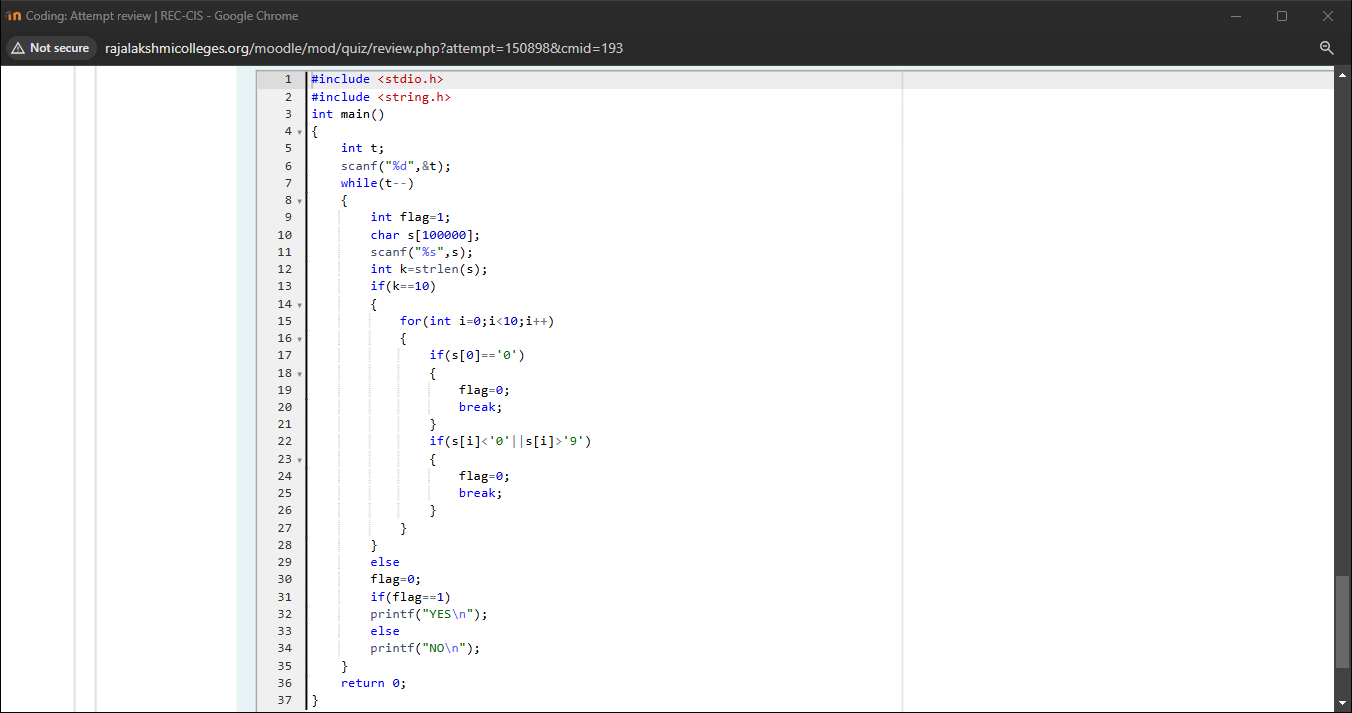 Coding: Attempt review | REC-CIS - Google Chrome
Not secure rajalakshmicolleges.org/moodle/mod/quiz/review.php?attempt=150898&cmid=193
1 #include <stdio.h>
2 #include <string.h>
3 int main()
4 {
5     int t;
6     scanf("%d",&t);
7     while(t--)
8     {
9         int flag=1;
10         char s[100000];
11         scanf("%s",s);
12         int k=strlen(s);
13         if(k==10)
14         {
15             for(int i=0;i<10;i++)
16             {
17                 if(s[0]=='0')
18                 {
19                     flag=0;
20                     break;
21                 }
22                 if(s[i]<'0'||s[i]>'9')
23                 {
24                     flag=0;
25                     break;
26                 }
27             }
28         }
29         else
30         flag=0;
31         if(flag==1)
32         printf("YES\n");
33         else
34         printf("NO\n");
35     }
36     return 0;
37 }